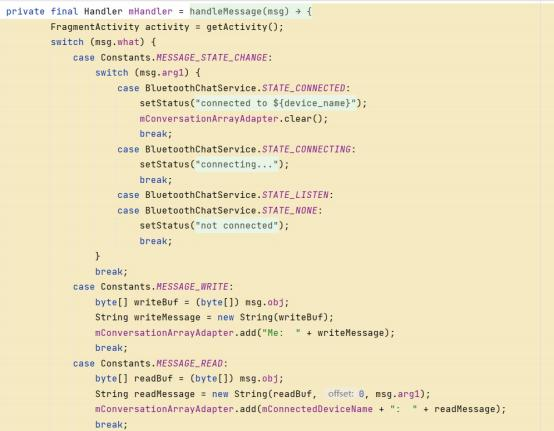 private final Handler mHandler = handleMessage(msg) → {
FragmentActivity activity = getActivity();
switch (msg.what) {
case Constants.MESSAGE_STATE_CHANGE:
switch (msg.arg1) {
case BluetoothChatService.STATE_CONNECTED:
setStatus("connected to ${device_name}");
mConversationArrayAdapter.clear();
break;
case BluetoothChatService.STATE_CONNECTING:
setStatus("connecting...");
break;
case BluetoothChatService.STATE_LISTEN:
case BluetoothChatService.STATE_NONE:
setStatus("not connected");
break;
}
break;
case Constants.MESSAGE_WRITE:
byte[] writeBuf = (byte[]) msg.obj;
String writeMessage = new String(writeBuf);
mConversationArrayAdapter.add("Me:  " + writeMessage);
break;
case Constants.MESSAGE_READ:
byte[] readBuf = (byte[]) msg.obj;
String readMessage = new String(readBuf, offset: 0, msg.arg1);
mConversationArrayAdapter.add(mConnectedDeviceName + ":  " + readMessage);
break;